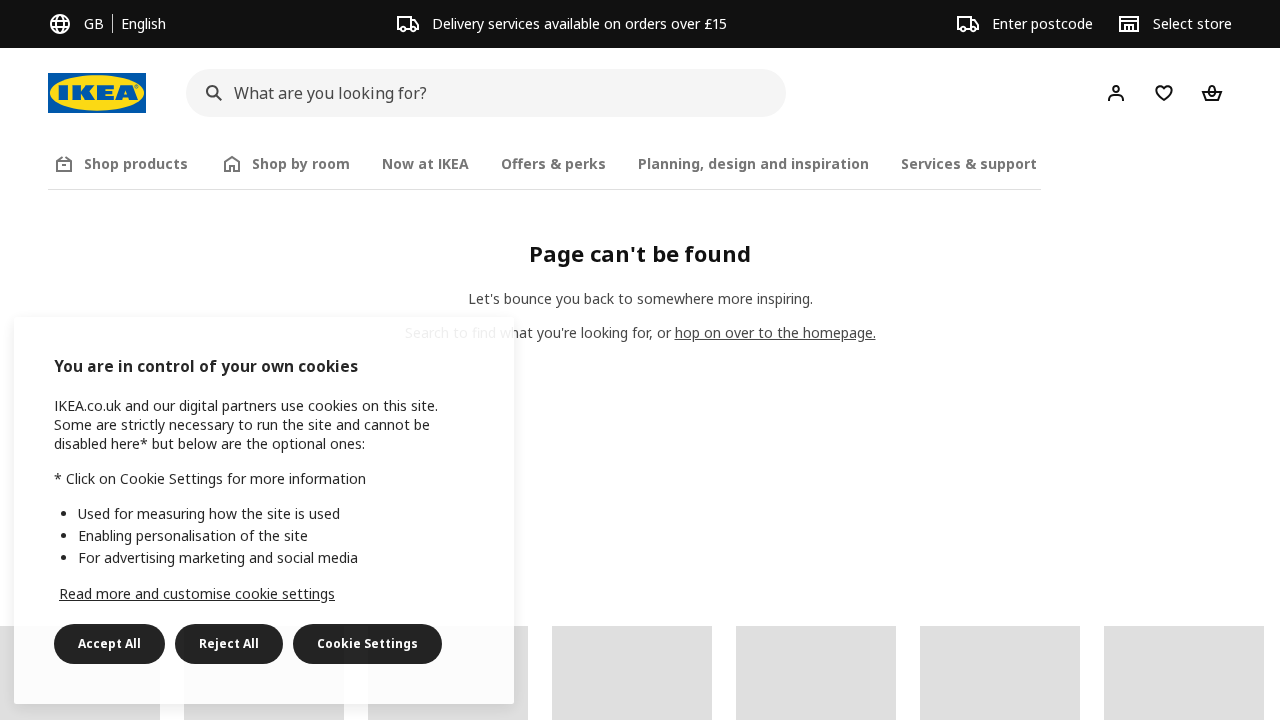 GB English
Delivery services available on orders over £15
Enter postcode
Select store
IKEA
What are you looking for?
Shop products
Shop by room
Now at IKEA
Offers & perks
Planning, design and inspiration
Services & support
Page can't be found
Let's bounce you back to somewhere more inspiring.
Search to find what you're looking for, or hop on over to the homepage.
You are in control of your own cookies
IKEA.co.uk and our digital partners use cookies on this site.
Some are strictly necessary to run the site and cannot be
disabled here* but below are the optional ones:
* Click on Cookie Settings for more information
Used for measuring how the site is used
Enabling personalisation of the site
For advertising marketing and social media
Read more and customise cookie settings
Accept All
Reject All
Cookie Settings